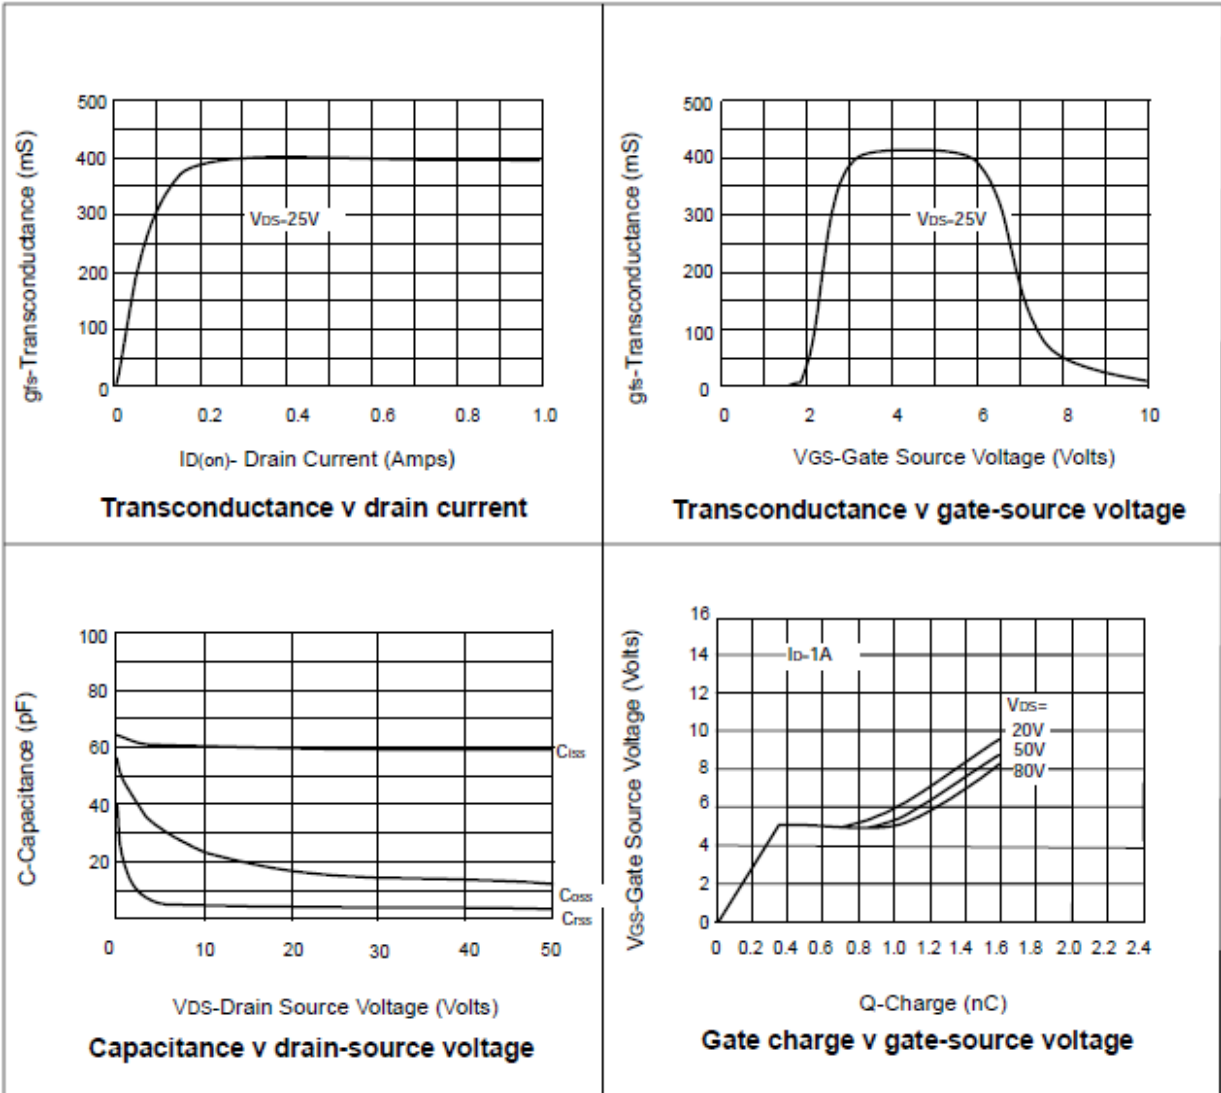 500
400
300
200
100
0
gfs-Transconductance (mS)
VDS=25V
0 0.2 0.4 0.6 0.8 1.0
ID(on)- Drain Current (Amps)
Transconductance v drain current
500
400
300
200
100
0
gfs-Transconductance (mS)
VDS=25V
0 2 4 6 8 10
VGS-Gate Source Voltage (Volts)
Transconductance v gate-source voltage
100
80
60
40
20
C-Capacitance (pF)
Ciss
Coss
Crss
0 10 20 30 40 50
VDS-Drain Source Voltage (Volts)
Capacitance v drain-source voltage
16
14
12
10
8
6
4
2
0
VGS-Gate Source Voltage (Volts)
ID=1A
VDS=
20V
50V
80V
0 0.2 0.4 0.6 0.8 1.0 1.2 1.4 1.6 1.8 2.0 2.2 2.4
Q-Charge (nC)
Gate charge v gate-source voltage